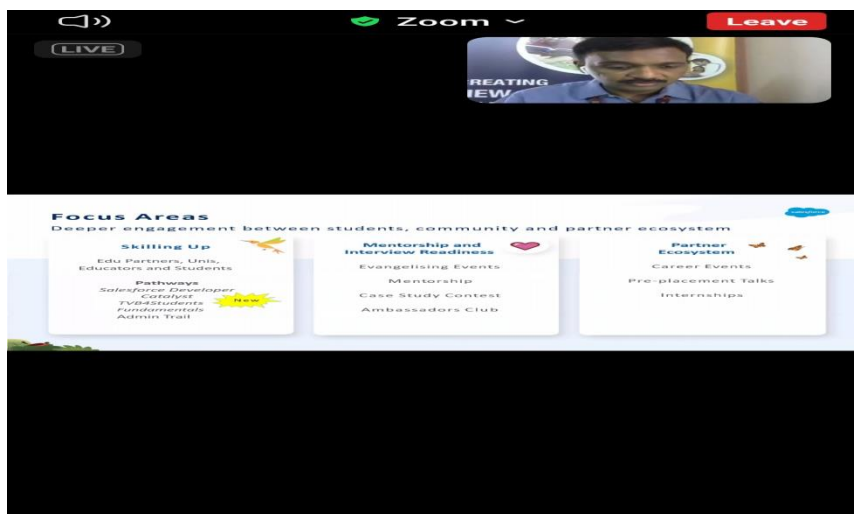 Zoom
Leave
LIVE
REATING
IEW
Focus Areas
salesforce
Deeper engagement between students, community and partner ecosystem
Skilling Up
Edu Partners, Unis,
Educators and Students
Pathways
Salesforce Developer
Catalyst
TVB4Students
Fundamentals
Admin Trail
New
Mentorship and
Interview Readiness
Evangelising Events
Mentorship
Case Study Contest
Ambassadors Club
Partner
Ecosystem
Career Events
Pre-placement Talks
Internships